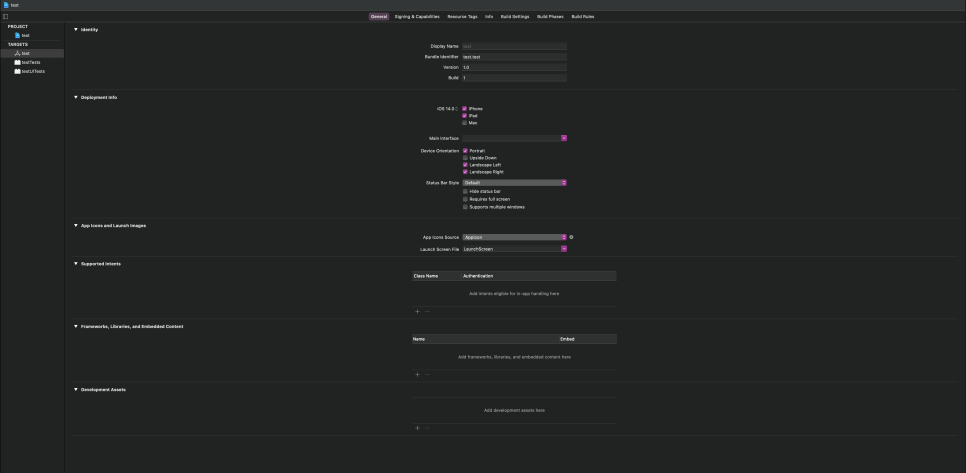 test
General Signing & Capabilities Resource Tags Info Build Settings Build Phases Build Rules
PROJECT
test
TARGETS
test
testTests
testUITests
Identity
Display Name test
Bundle Identifier test.test
Version 1.0
Build 1
Deployment Info
iOS 14.0 iPhone
iPad
Mac
Main Interface
Device Orientation Portrait
Upside Down
Landscape Left
Landscape Right
Status Bar Style Default
Hide status bar
Requires full screen
Supports multiple windows
App Icons and Launch Images
App Icons Source AppIcon
Launch Screen File LaunchScreen
Supported Intents
Class Name Authentication
Add intents eligible for in-app handling here
Frameworks, Libraries, and Embedded Content
Name Embed
Add frameworks, libraries, and embedded content here
Development Assets
Add development assets here